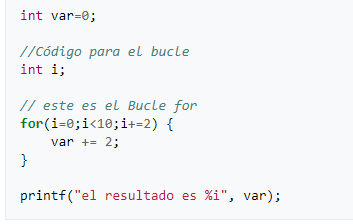 int var=0;
//Código para el bucle
int i;
// este es el Bucle for
for(i=0;i<10;i+=2) {
var += 2;
}
printf("el resultado es %i", var);